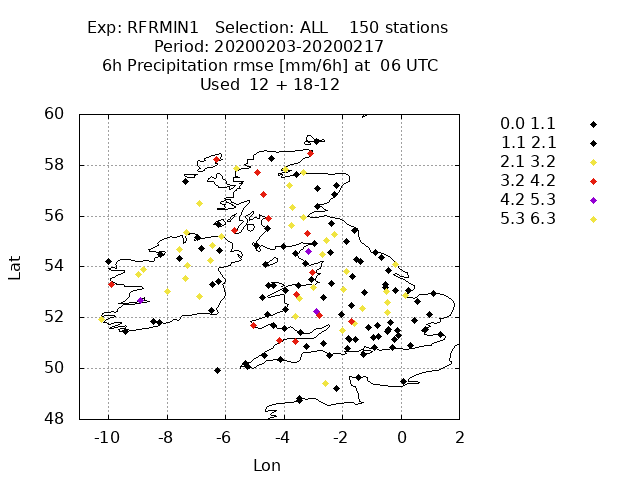 Exp: RFRMIN1 Selection: ALL 150 stations
Period: 20200203-20200217
6h Precipitation rmse [mm/6h] at 06 UTC
Used 12 + 18-12
60
58
56
54
52
50
48
Lat
-10 -8 -6 -4 -2 0 2
Lon
0.0 1.1
1.1 2.1
2.1 3.2
3.2 4.2
4.2 5.3
5.3 6.3